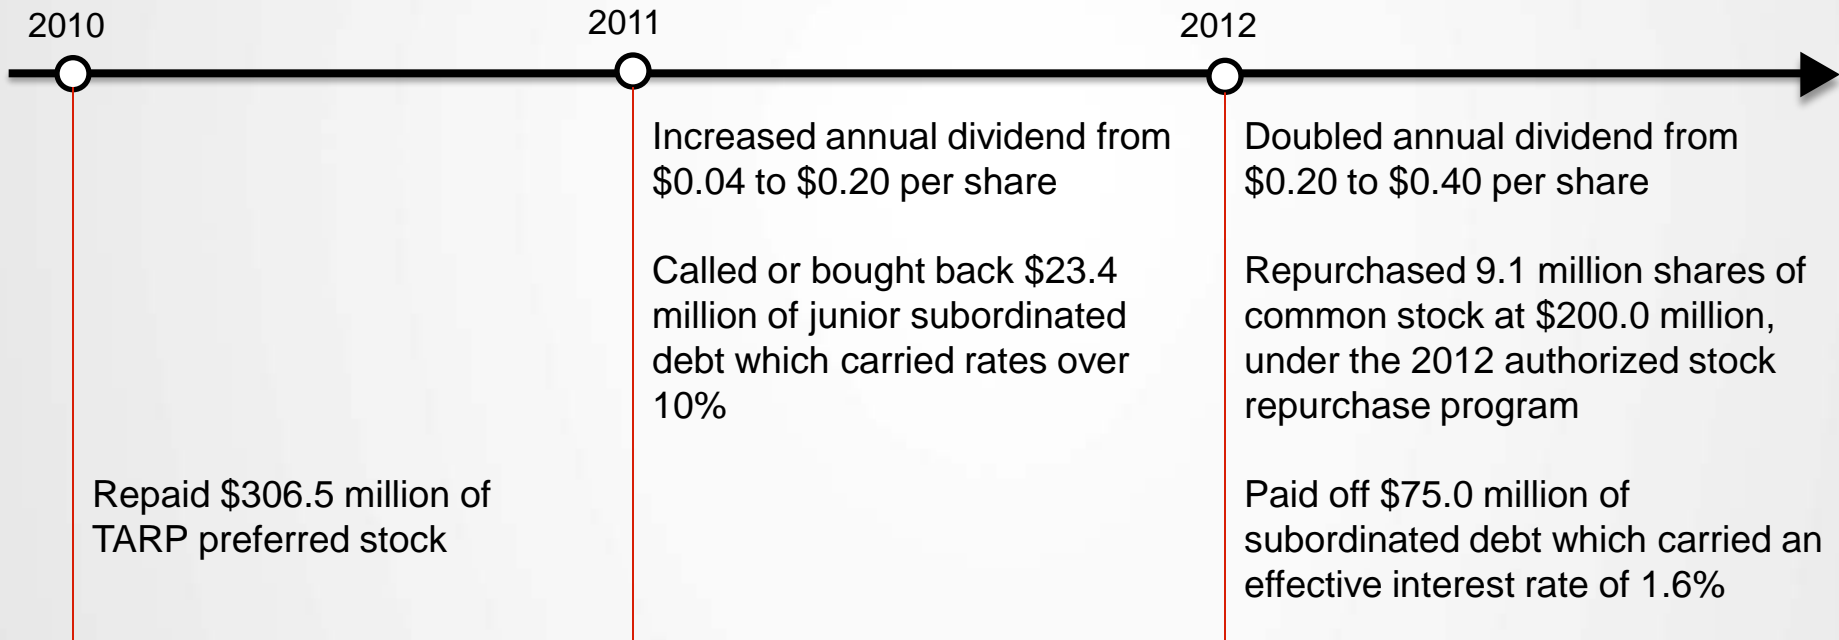 2010
2011
2012
Repaid $306.5 million of
TARP preferred stock
Increased annual dividend from
$0.04 to $0.20 per share
Called or bought back $23.4
million of junior subordinated
debt which carried rates over
10%
Doubled annual dividend from
$0.20 to $0.40 per share
Repurchased 9.1 million shares of
common stock at $200.0 million,
under the 2012 authorized stock
repurchase program
Paid off $75.0 million of
subordinated debt which carried an
effective interest rate of 1.6%